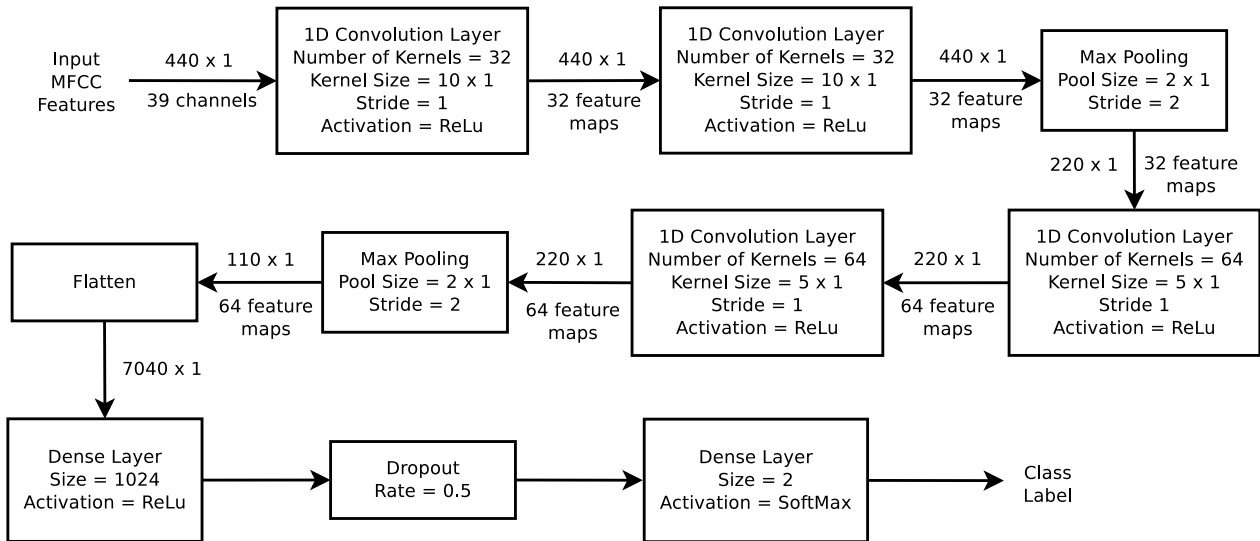 Input
MFCC
Features
440 x 1
39 channels
1D Convolution Layer
Number of Kernels = 32
Kernel Size = 10 x 1
Stride = 1
Activation = ReLu
440 x 1
32 feature
maps
1D Convolution Layer
Number of Kernels = 32
Kernel Size = 10 x 1
Stride = 1
Activation = ReLu
440 x 1
32 feature
maps
Max Pooling
Pool Size = 2 x 1
Stride = 2
220 x 1
32 feature
maps
1D Convolution Layer
Number of Kernels = 64
Kernel Size = 5 x 1
Stride 1
Activation = ReLu
220 x 1
64 feature
maps
1D Convolution Layer
Number of Kernels = 64
Kernel Size = 5 x 1
Stride = 1
Activation = ReLu
220 x 1
64 feature
maps
Max Pooling
Pool Size = 2 x 1
Stride = 2
110 x 1
64 feature
maps
Flatten
7040 x 1
Dense Layer
Size = 1024
Activation = ReLu
Dropout
Rate = 0.5
Dense Layer
Size = 2
Activation = SoftMax
Class
Label